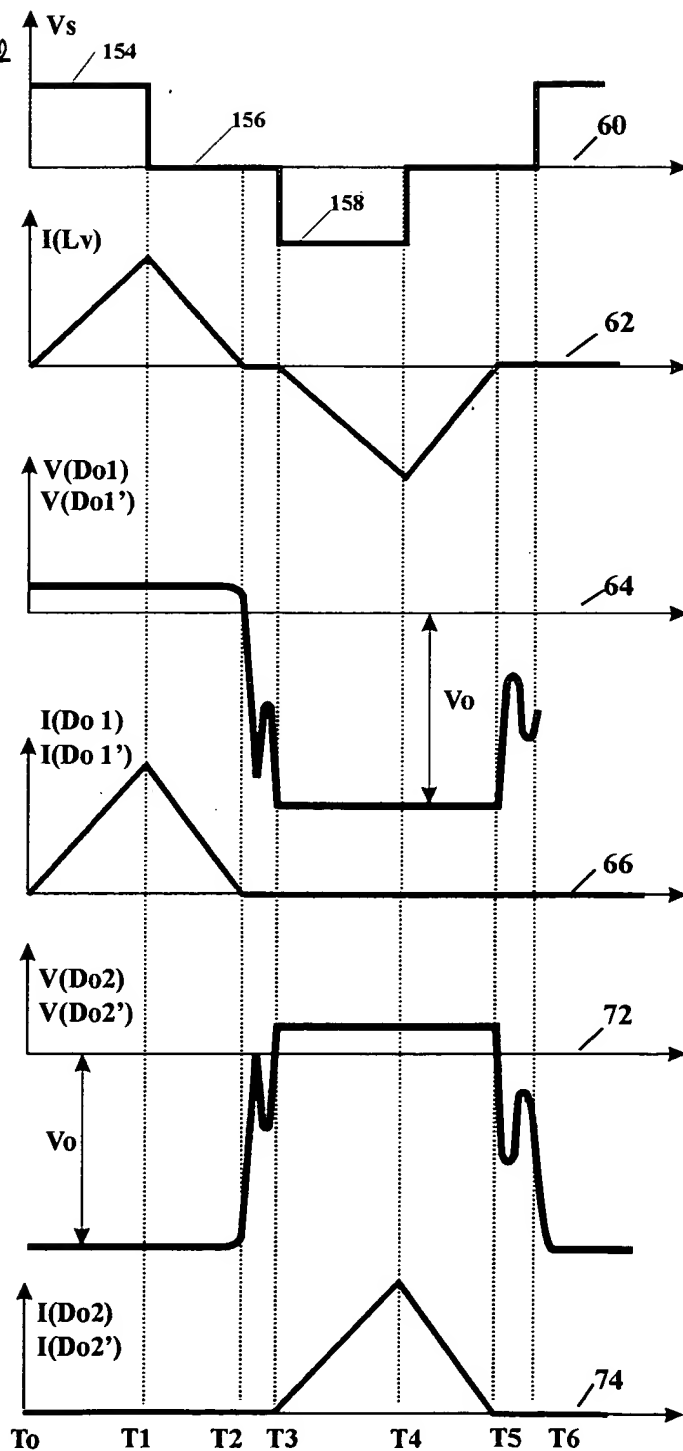 Vs
154
156
60
158
I(Lv)
62
V(Do1)
V(Do1')
64
Vo
I(Do 1)
I(Do 1')
66
V(Do2)
V(Do2')
72
Vo
I(Do2)
I(Do2')
74
To T1 T2 T3 T4 T5 T6